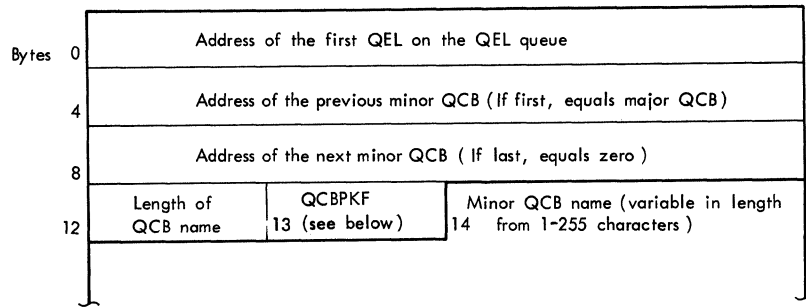 Bytes 0 Address of the first QEL on the QEL queue
4 Address of the previous minor QCB (If first, equals major QCB)
8 Address of the next minor QCB ( If last, equals zero )
Length of QCBPKF Minor QCB name (variable in length
12 QCB name 13 (see below) 14 from 1-255 characters )